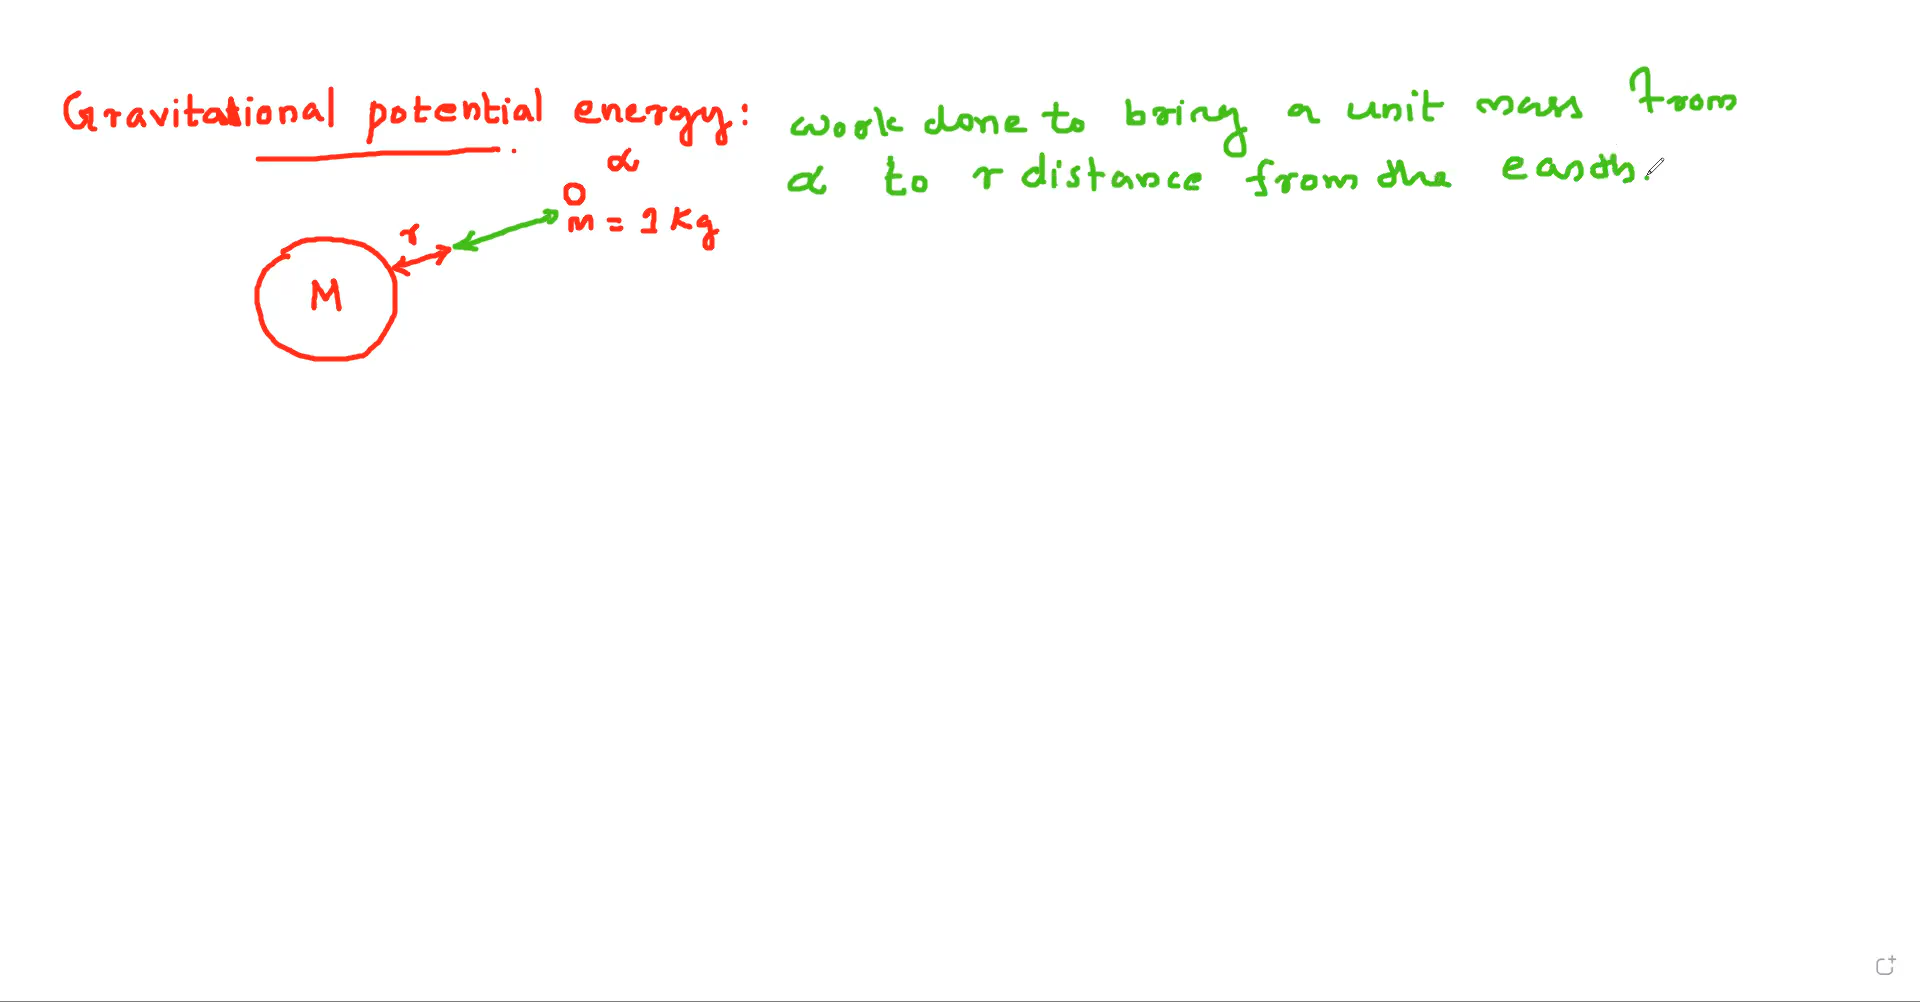 Gravitational potential energy: work done to bring a unit mass from
α to r distance from the earth.
α
m = 1 Kg
r
M